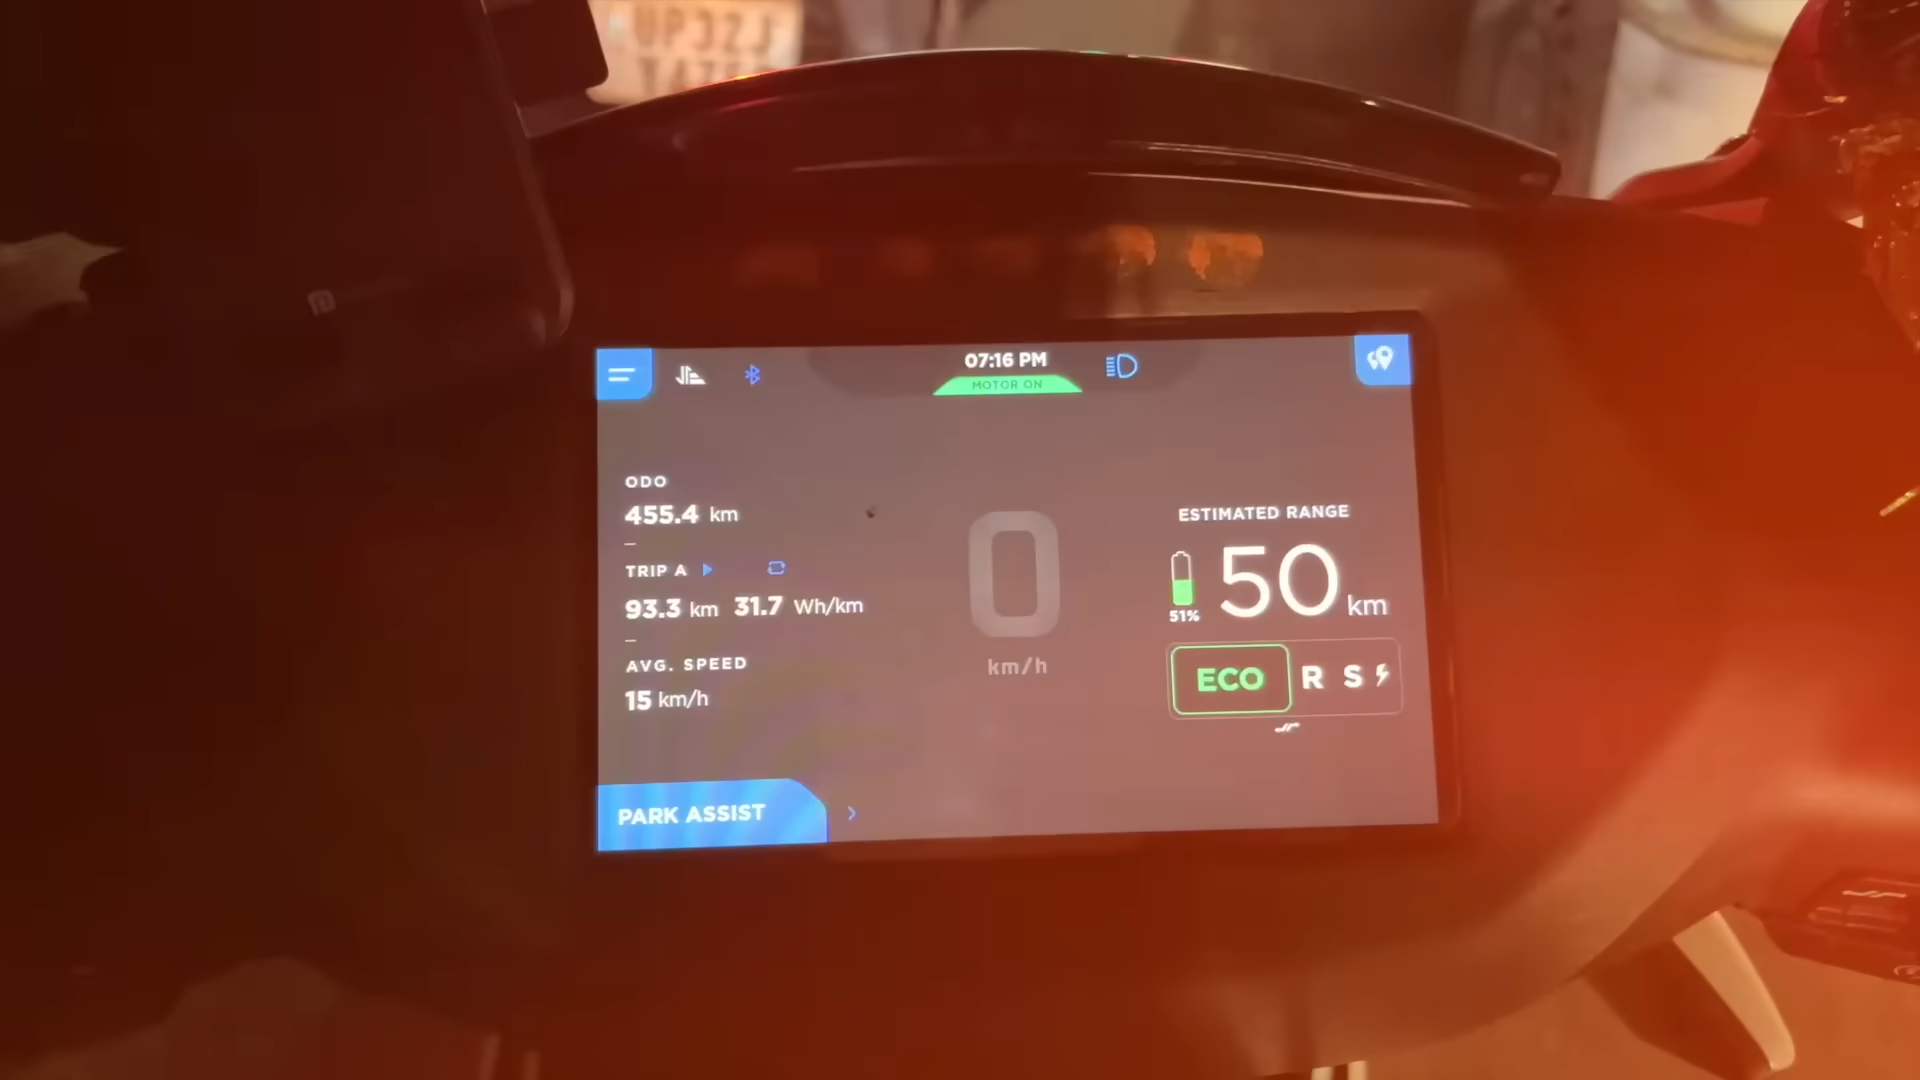 UP32J
07:16 PM
MOTOR ON
ODO
455.4 km
TRIP A
93.3 km 31.7 Wh/km
AVG. SPEED
15 km/h
0
km/h
ESTIMATED RANGE
50 km
51%
ECO R S
PARK ASSIST